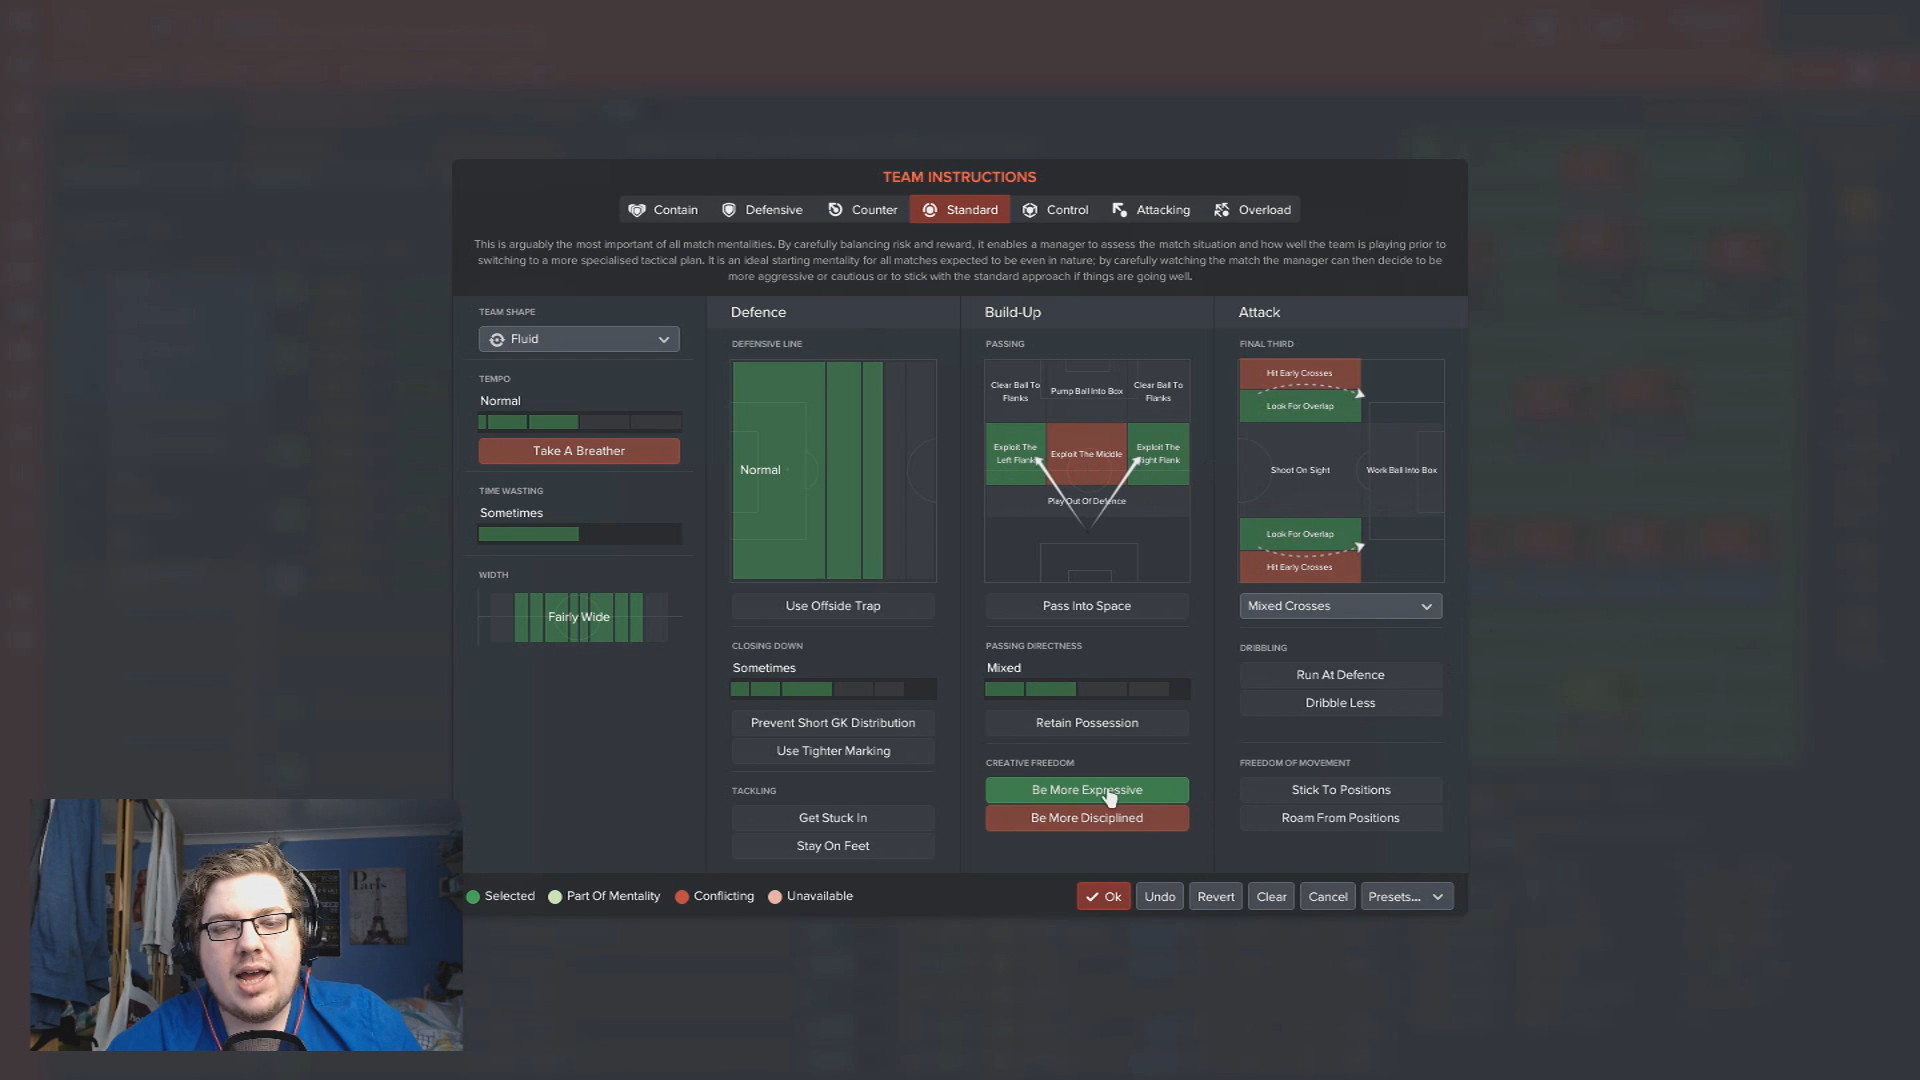 TEAM INSTRUCTIONS
Contain
Defensive
Counter
Standard
Control
Attacking
Overload
This is arguably the most important of all match mentalities. By carefully balancing risk and reward, it enables a manager to assess the match situation and how well the team is playing prior to
switching to a more specialised tactical plan. It is an ideal starting mentality for all matches expected to be even in nature; by carefully watching the match the manager can then decide to be
more aggressive or cautious or to stick with the standard approach if things are going well.
TEAM SHAPE
Fluid
TEMPO
Normal
Take A Breather
TIME WASTING
Sometimes
WIDTH
Fairly Wide
Defence
DEFENSIVE LINE
Normal
Use Offside Trap
CLOSING DOWN
Sometimes
Prevent Short GK Distribution
Use Tighter Marking
TACKLING
Get Stuck In
Stay On Feet
Build-Up
PASSING
Clear Ball To
Flanks
Pump Ball Into Box
Clear Ball To
Flanks
Exploit The
Left Flank
Exploit The Middle
Exploit The
Right Flank
Play Out Of Defence
Pass Into Space
PASSING DIRECTNESS
Mixed
Retain Possession
CREATIVE FREEDOM
Be More Expressive
Be More Disciplined
Attack
FINAL THIRD
Hit Early Crosses
Look For Overlap
Shoot On Sight
Work Ball Into Box
Look For Overlap
Hit Early Crosses
Mixed Crosses
DRIBBLING
Run At Defence
Dribble Less
FREEDOM OF MOVEMENT
Stick To Positions
Roam From Positions
Selected
Part Of Mentality
Conflicting
Unavailable
Ok
Undo
Revert
Clear
Cancel
Presets...
Paris